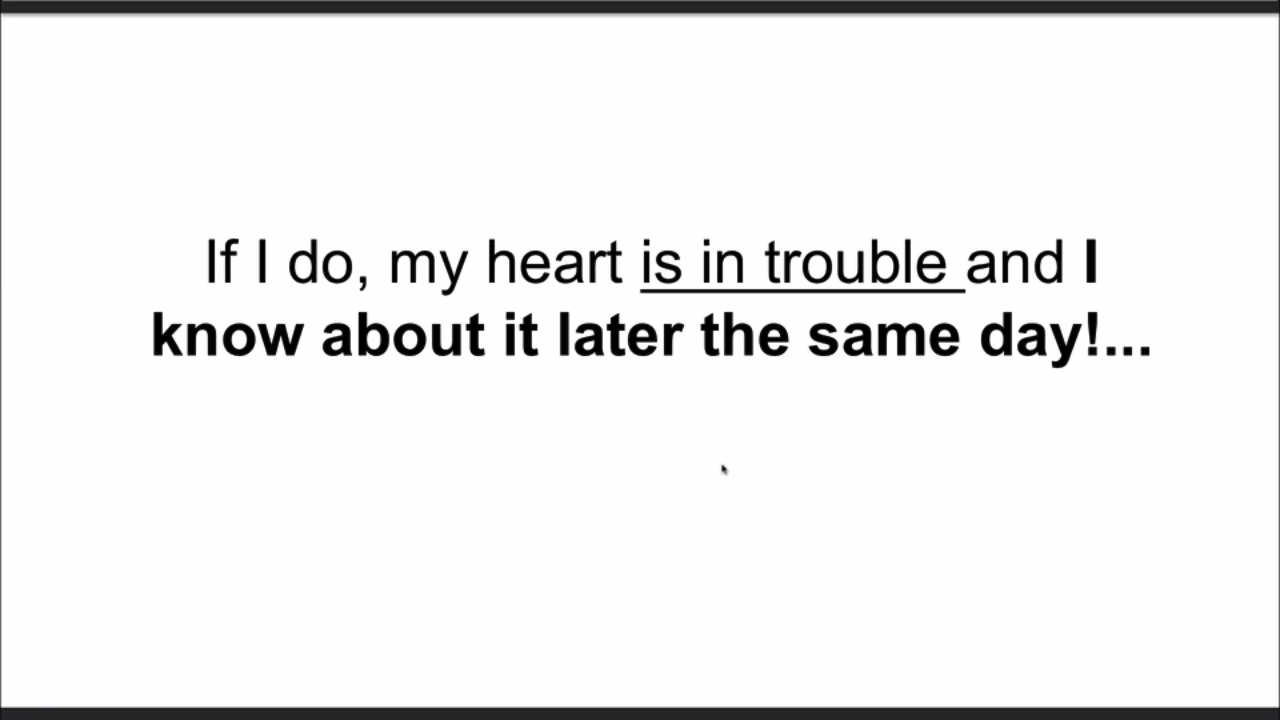 If I do, my heart is in trouble and I
know about it later the same day!...